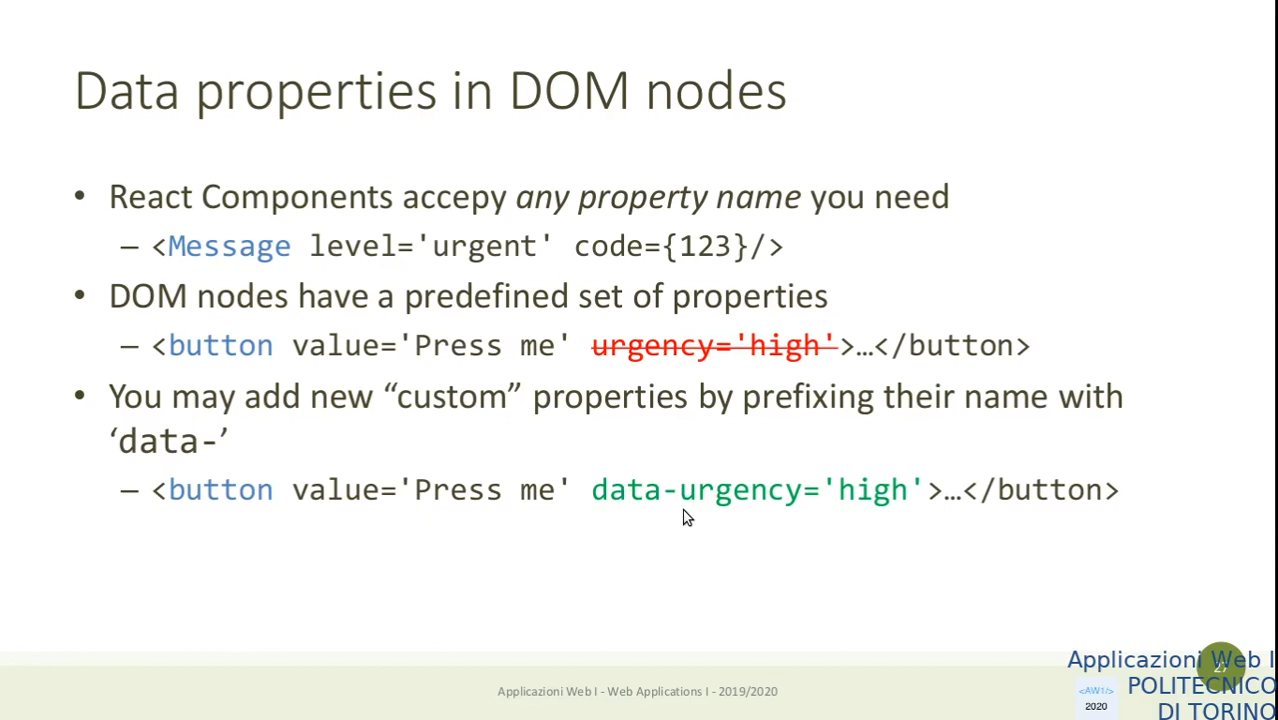 Data properties in DOM nodes
• React Components accepy any property name you need
– <Message level='urgent' code={123}/>
• DOM nodes have a predefined set of properties
– <button value='Press me' urgency='high'>…</button>
• You may add new “custom” properties by prefixing their name with
‘data-’
– <button value='Press me' data-urgency='high'>…</button>
Applicazioni Web I - Web Applications I - 2019/2020
Applicazioni Web I
POLITECNICO
DI TORINO
<AW1/>
2020